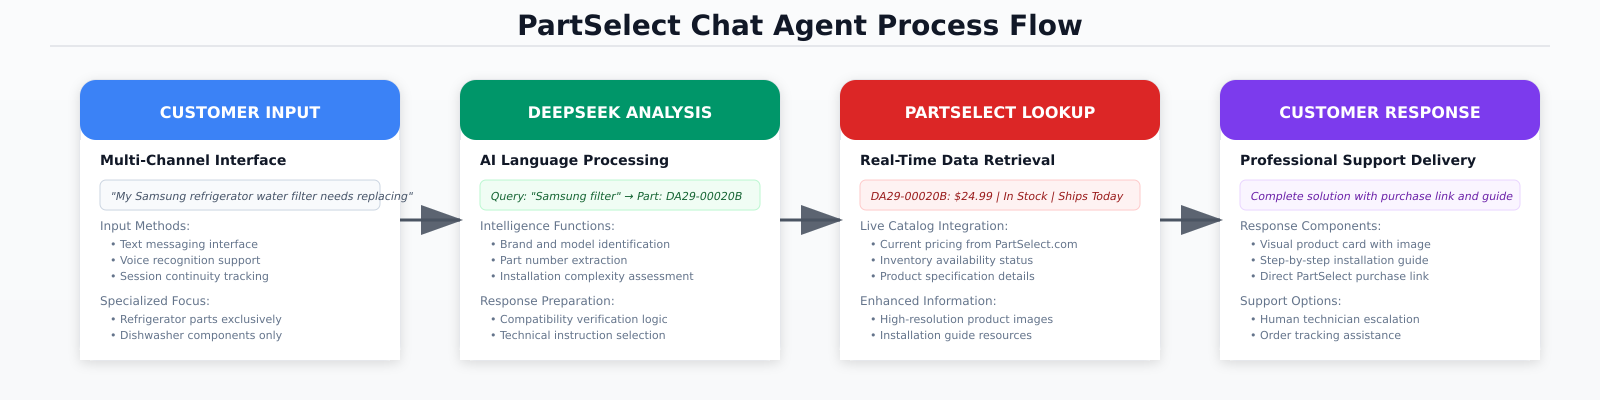 PartSelect Chat Agent Process Flow
CUSTOMER INPUT
Multi-Channel Interface
"My Samsung refrigerator water filter needs replacing"
Input Methods:
• Text messaging interface
• Voice recognition support
• Session continuity tracking
Specialized Focus:
• Refrigerator parts exclusively
• Dishwasher components only
DEEPSEEK ANALYSIS
AI Language Processing
Query: "Samsung filter" → Part: DA29-00020B
Intelligence Functions:
• Brand and model identification
• Part number extraction
• Installation complexity assessment
Response Preparation:
• Compatibility verification logic
• Technical instruction selection
PARTSELECT LOOKUP
Real-Time Data Retrieval
DA29-00020B: $24.99 | In Stock | Ships Today
Live Catalog Integration:
• Current pricing from PartSelect.com
• Inventory availability status
• Product specification details
Enhanced Information:
• High-resolution product images
• Installation guide resources
CUSTOMER RESPONSE
Professional Support Delivery
Complete solution with purchase link and guide
Response Components:
• Visual product card with image
• Step-by-step installation guide
• Direct PartSelect purchase link
Support Options:
• Human technician escalation
• Order tracking assistance